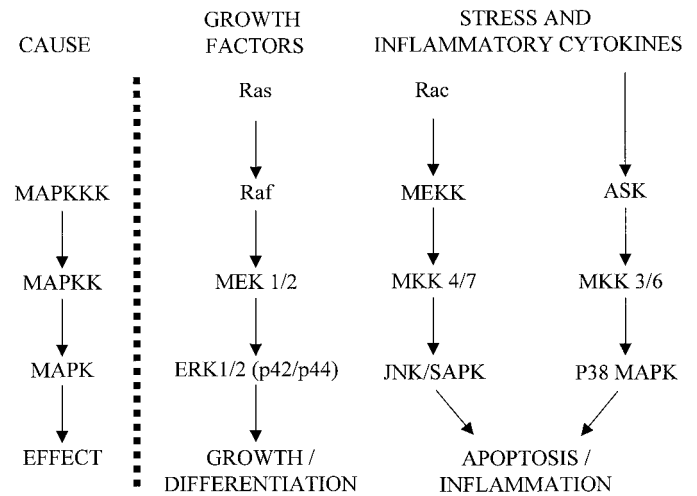 CAUSE
GROWTH
FACTORS
STRESS AND
INFLAMMATORY CYTOKINES
Ras
Rac
MAPKKK
Raf
MEKK
ASK
MAPKK
MEK 1/2
MKK 4/7
MKK 3/6
MAPK
ERK1/2 (p42/p44)
JNK/SAPK
P38 MAPK
EFFECT
GROWTH /
DIFFERENTIATION
APOPTOSIS /
INFLAMMATION